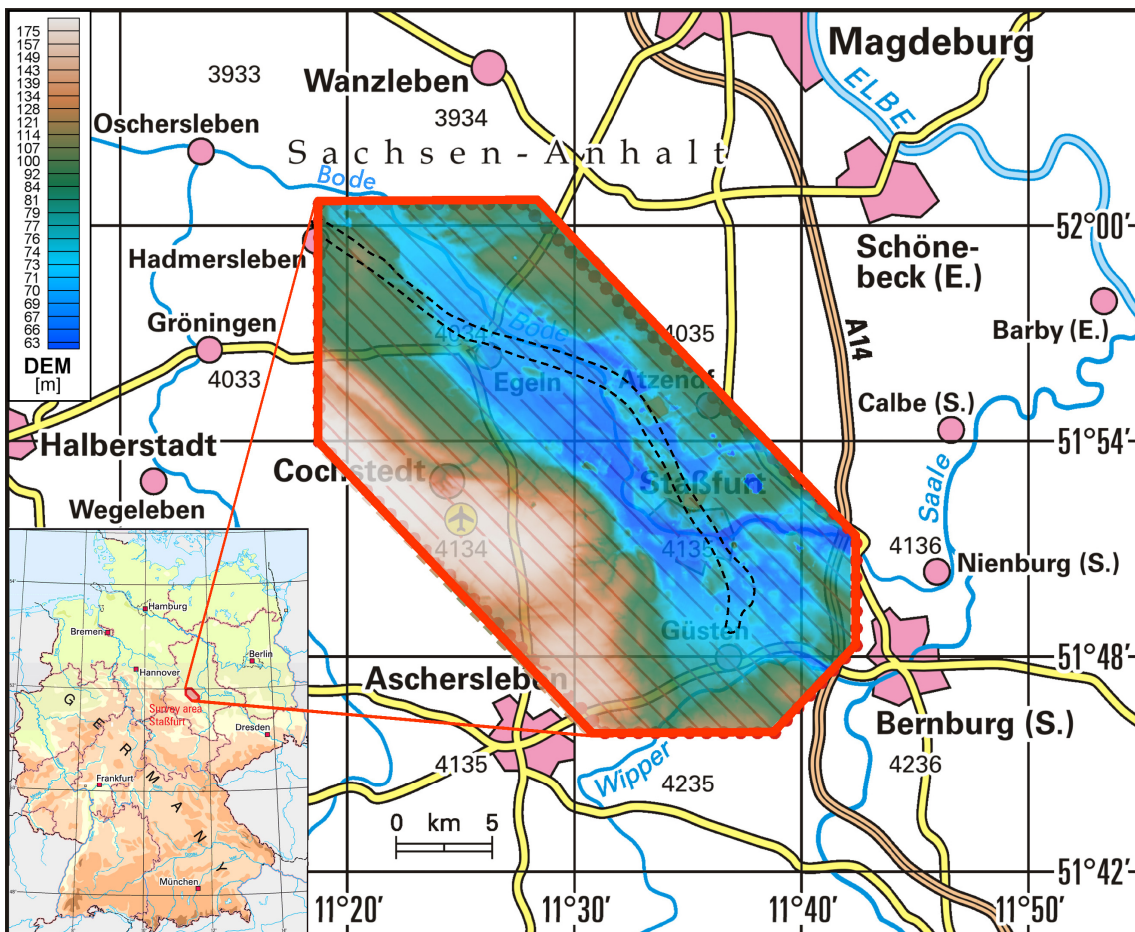 175
157
149
143
139
134
128
121
114
107
100
92
84
81
79
77
76
74
73
71
70
69
67
66
63
DEM
[m]
3933
Wanzleben
3934
Magdeburg
ELBE
Oschersleben
Sachsen-Anhalt
Bode
52°00'
Hadmersleben
Schöne-
beck (E.)
Gröningen
4033
4034
Bode
4035
A14
Barby (E.)
Egeln
Atzendf
Calbe (S.)
Halberstadt
51°54'
Cochstedt
Staßfurt
Saale
Wegeleben
4134
4135
4136
Nienburg (S.)
Güsten
51°48'
Aschersleben
Bernburg (S.)
4135
Wipper
4235
4236
0 km 5
51°42'
11°20'
11°30'
11°40'
11°50'
Hamburg
Bremen
Berlin
Hannover
Survey area
Staßfurt
Dresden
Frankfurt
GERMANY
München